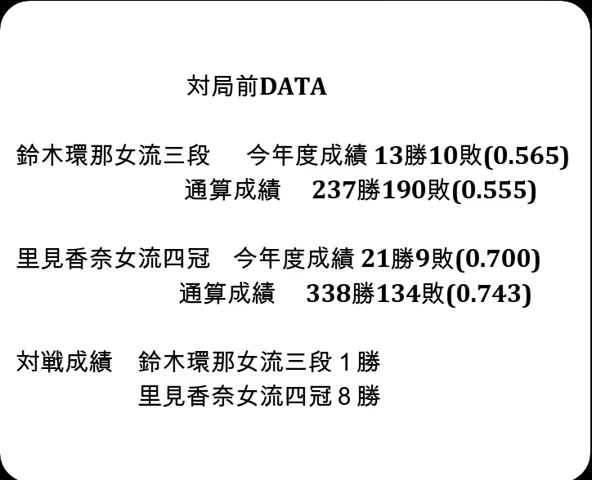 対局前DATA
鈴木環那女流三段 今年度成績 13勝10敗(0.565)
通算成績 237勝190敗(0.555)
里見香奈女流四冠 今年度成績 21勝9敗(0.700)
通算成績 338勝134敗(0.743)
対戦成績 鈴木環那女流三段1勝
里見香奈女流四冠8勝